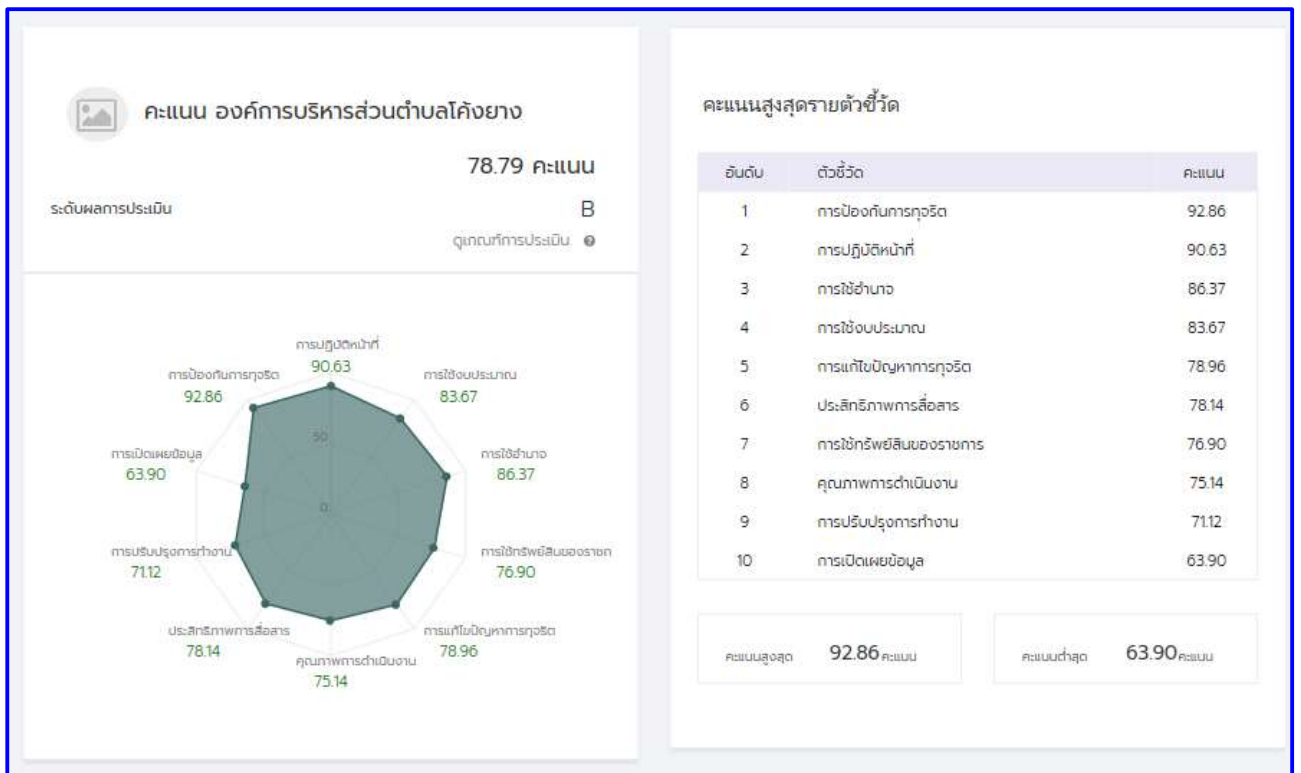 คะแนน องค์การบริหารส่วนตำบลโค้งยาง
78.79 คะแนน
ระดับผลการประเมิน B
ดูเกณฑ์การประเมิน
การปฏิบัติหน้าที่
90.63
การป้องกันการทุจริต
92.86
การใช้งบประมาณ
83.67
การเปิดเผยข้อมูล
63.90
การใช้อำนาจ
86.37
50
0
การปรับปรุงการทำงาน
71.12
การใช้ทรัพย์สินของราชก
76.90
ประสิทธิภาพการสื่อสาร
78.14
การแก้ไขปัญหาการทุจริต
78.96
คุณภาพการดำเนินงาน
75.14
คะแนนสูงสุดรายตัวชี้วัด
อันดับ ตัวชี้วัด คะแนน
1 การป้องกันการทุจริต 92.86
2 การปฏิบัติหน้าที่ 90.63
3 การใช้อำนาจ 86.37
4 การใช้งบประมาณ 83.67
5 การแก้ไขปัญหาการทุจริต 78.96
6 ประสิทธิภาพการสื่อสาร 78.14
7 การใช้ทรัพย์สินของราชการ 76.90
8 คุณภาพการดำเนินงาน 75.14
9 การปรับปรุงการทำงาน 71.12
10 การเปิดเผยข้อมูล 63.90
คะแนนสูงสุด 92.86 คะแนน
คะแนนต่ำสุด 63.90 คะแนน